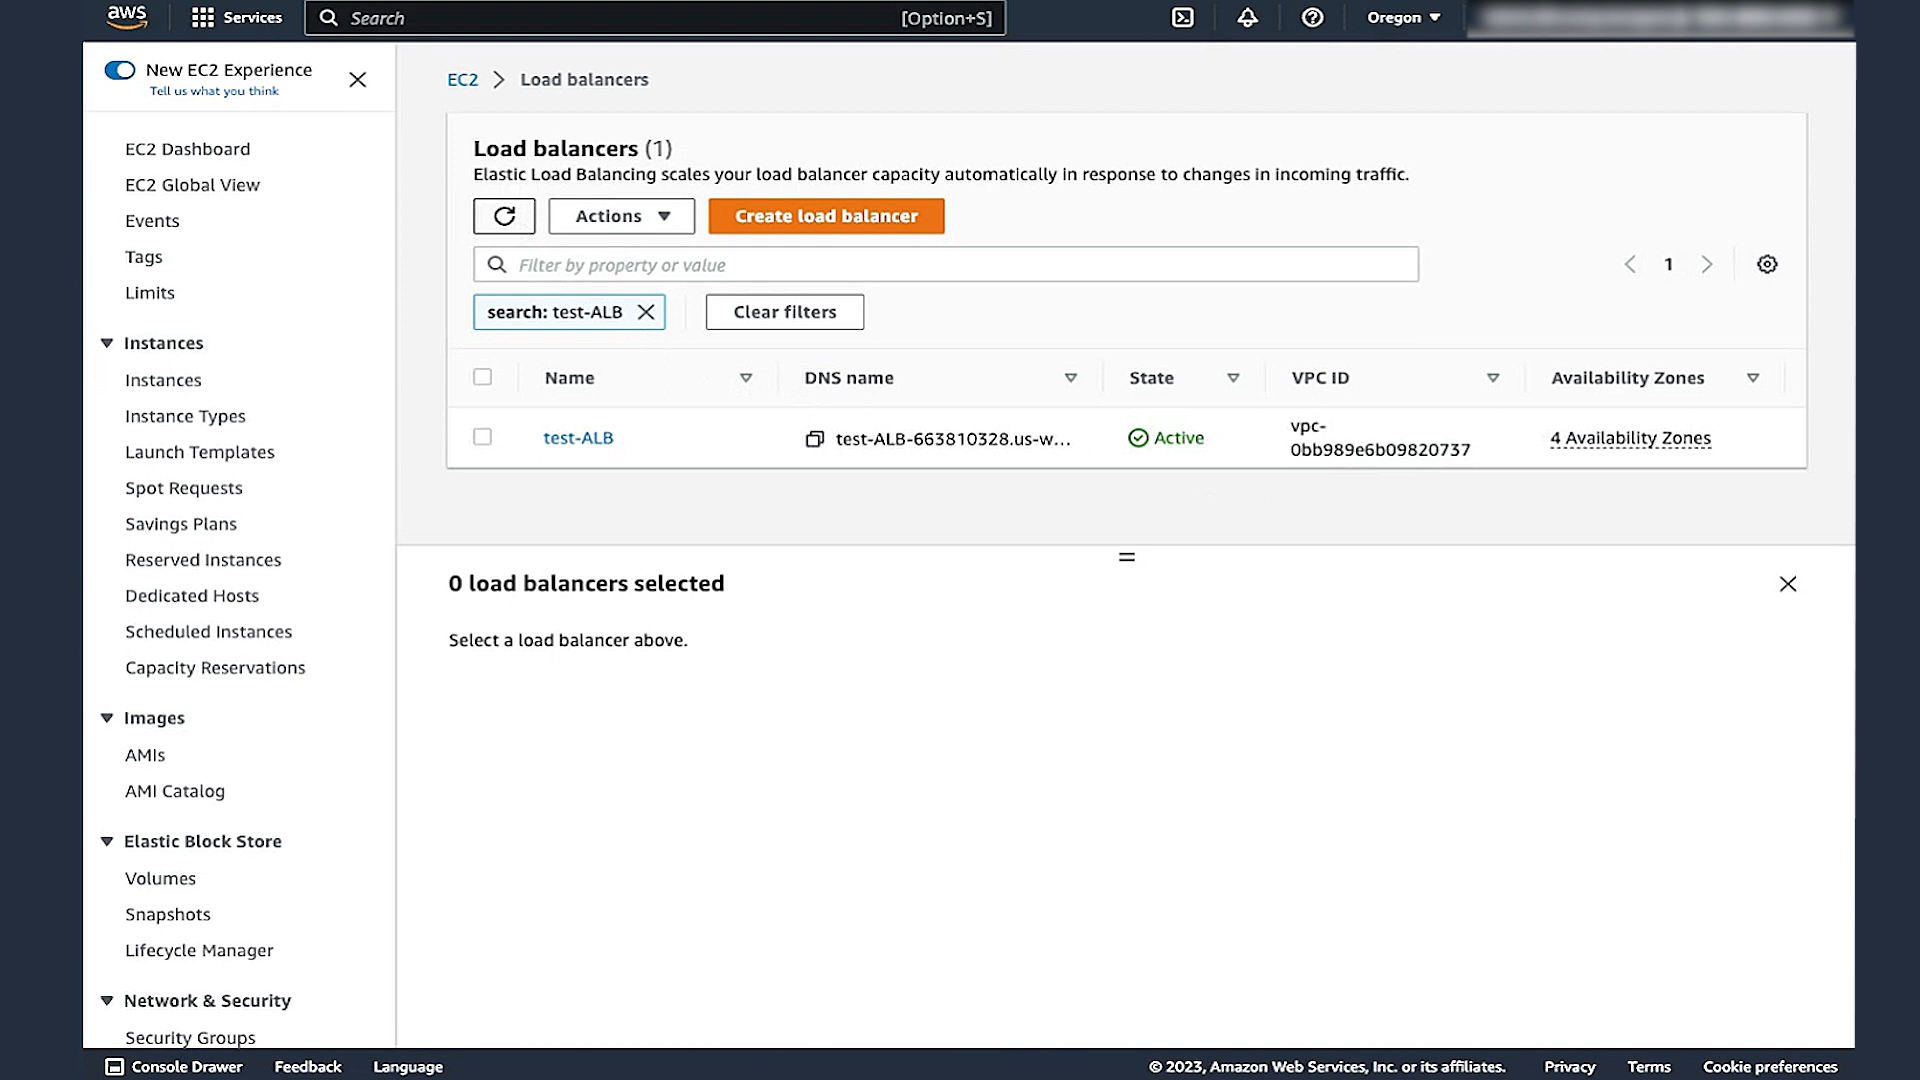 aws
Services
Search
[Option+S]
Oregon
New EC2 Experience
Tell us what you think
EC2 Dashboard
EC2 Global View
Events
Tags
Limits
Instances
Instances
Instance Types
Launch Templates
Spot Requests
Savings Plans
Reserved Instances
Dedicated Hosts
Scheduled Instances
Capacity Reservations
Images
AMIs
AMI Catalog
Elastic Block Store
Volumes
Snapshots
Lifecycle Manager
Network & Security
Security Groups
EC2 > Load balancers
Load balancers (1)
Elastic Load Balancing scales your load balancer capacity automatically in response to changes in incoming traffic.
Actions
Create load balancer
Filter by property or value
1
search: test-ALB
Clear filters
Name
DNS name
State
VPC ID
Availability Zones
test-ALB
test-ALB-663810328.us-w...
Active
vpc-
0bb989e6b09820737
4 Availability Zones
0 load balancers selected
Select a load balancer above.
Console Drawer
Feedback
Language
© 2023, Amazon Web Services, Inc. or its affiliates.
Privacy
Terms
Cookie preferences